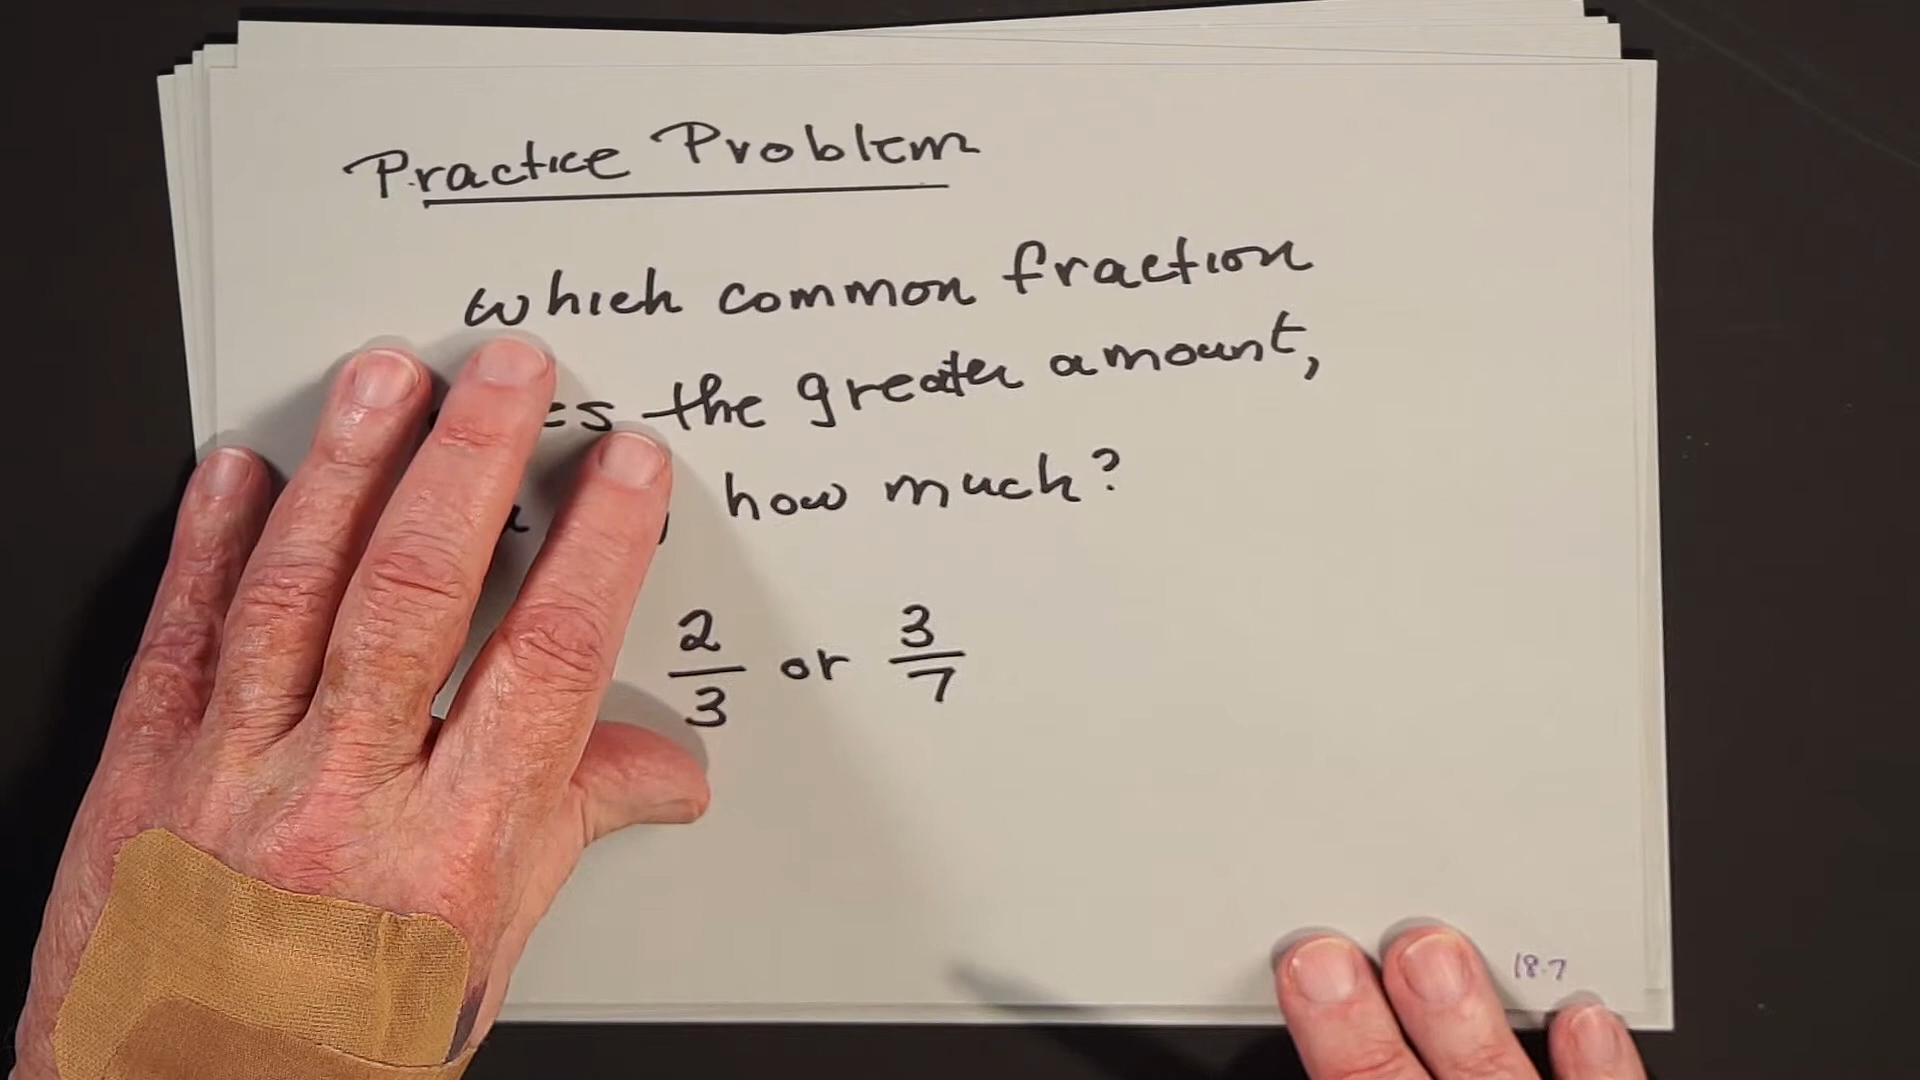 Practice Problem
which common fraction
the greater amount,
how much?
2/3 or 3/7
18.7